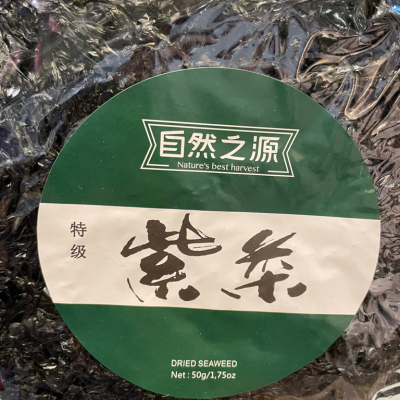 自然之源
Nature's best harvest
特级
紫菜
DRIED SEAWEED
Net : 50g/1,75oz